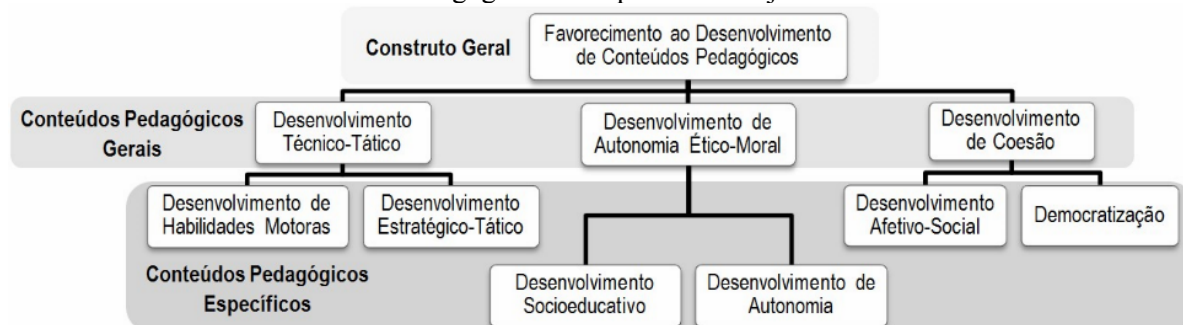 Construto Geral
Favorecimento ao Desenvolvimento
de Conteúdos Pedagógicos
Conteúdos Pedagógicos
Gerais
Desenvolvimento
Técnico-Tático
Desenvolvimento de
Autonomia Ético-Moral
Desenvolvimento
de Coesão
Desenvolvimento de
Habilidades Motoras
Desenvolvimento
Estratégico-Tático
Desenvolvimento
Afetivo-Social
Democratização
Conteúdos Pedagógicos
Específicos
Desenvolvimento
Socioeducativo
Desenvolvimento de
Autonomia